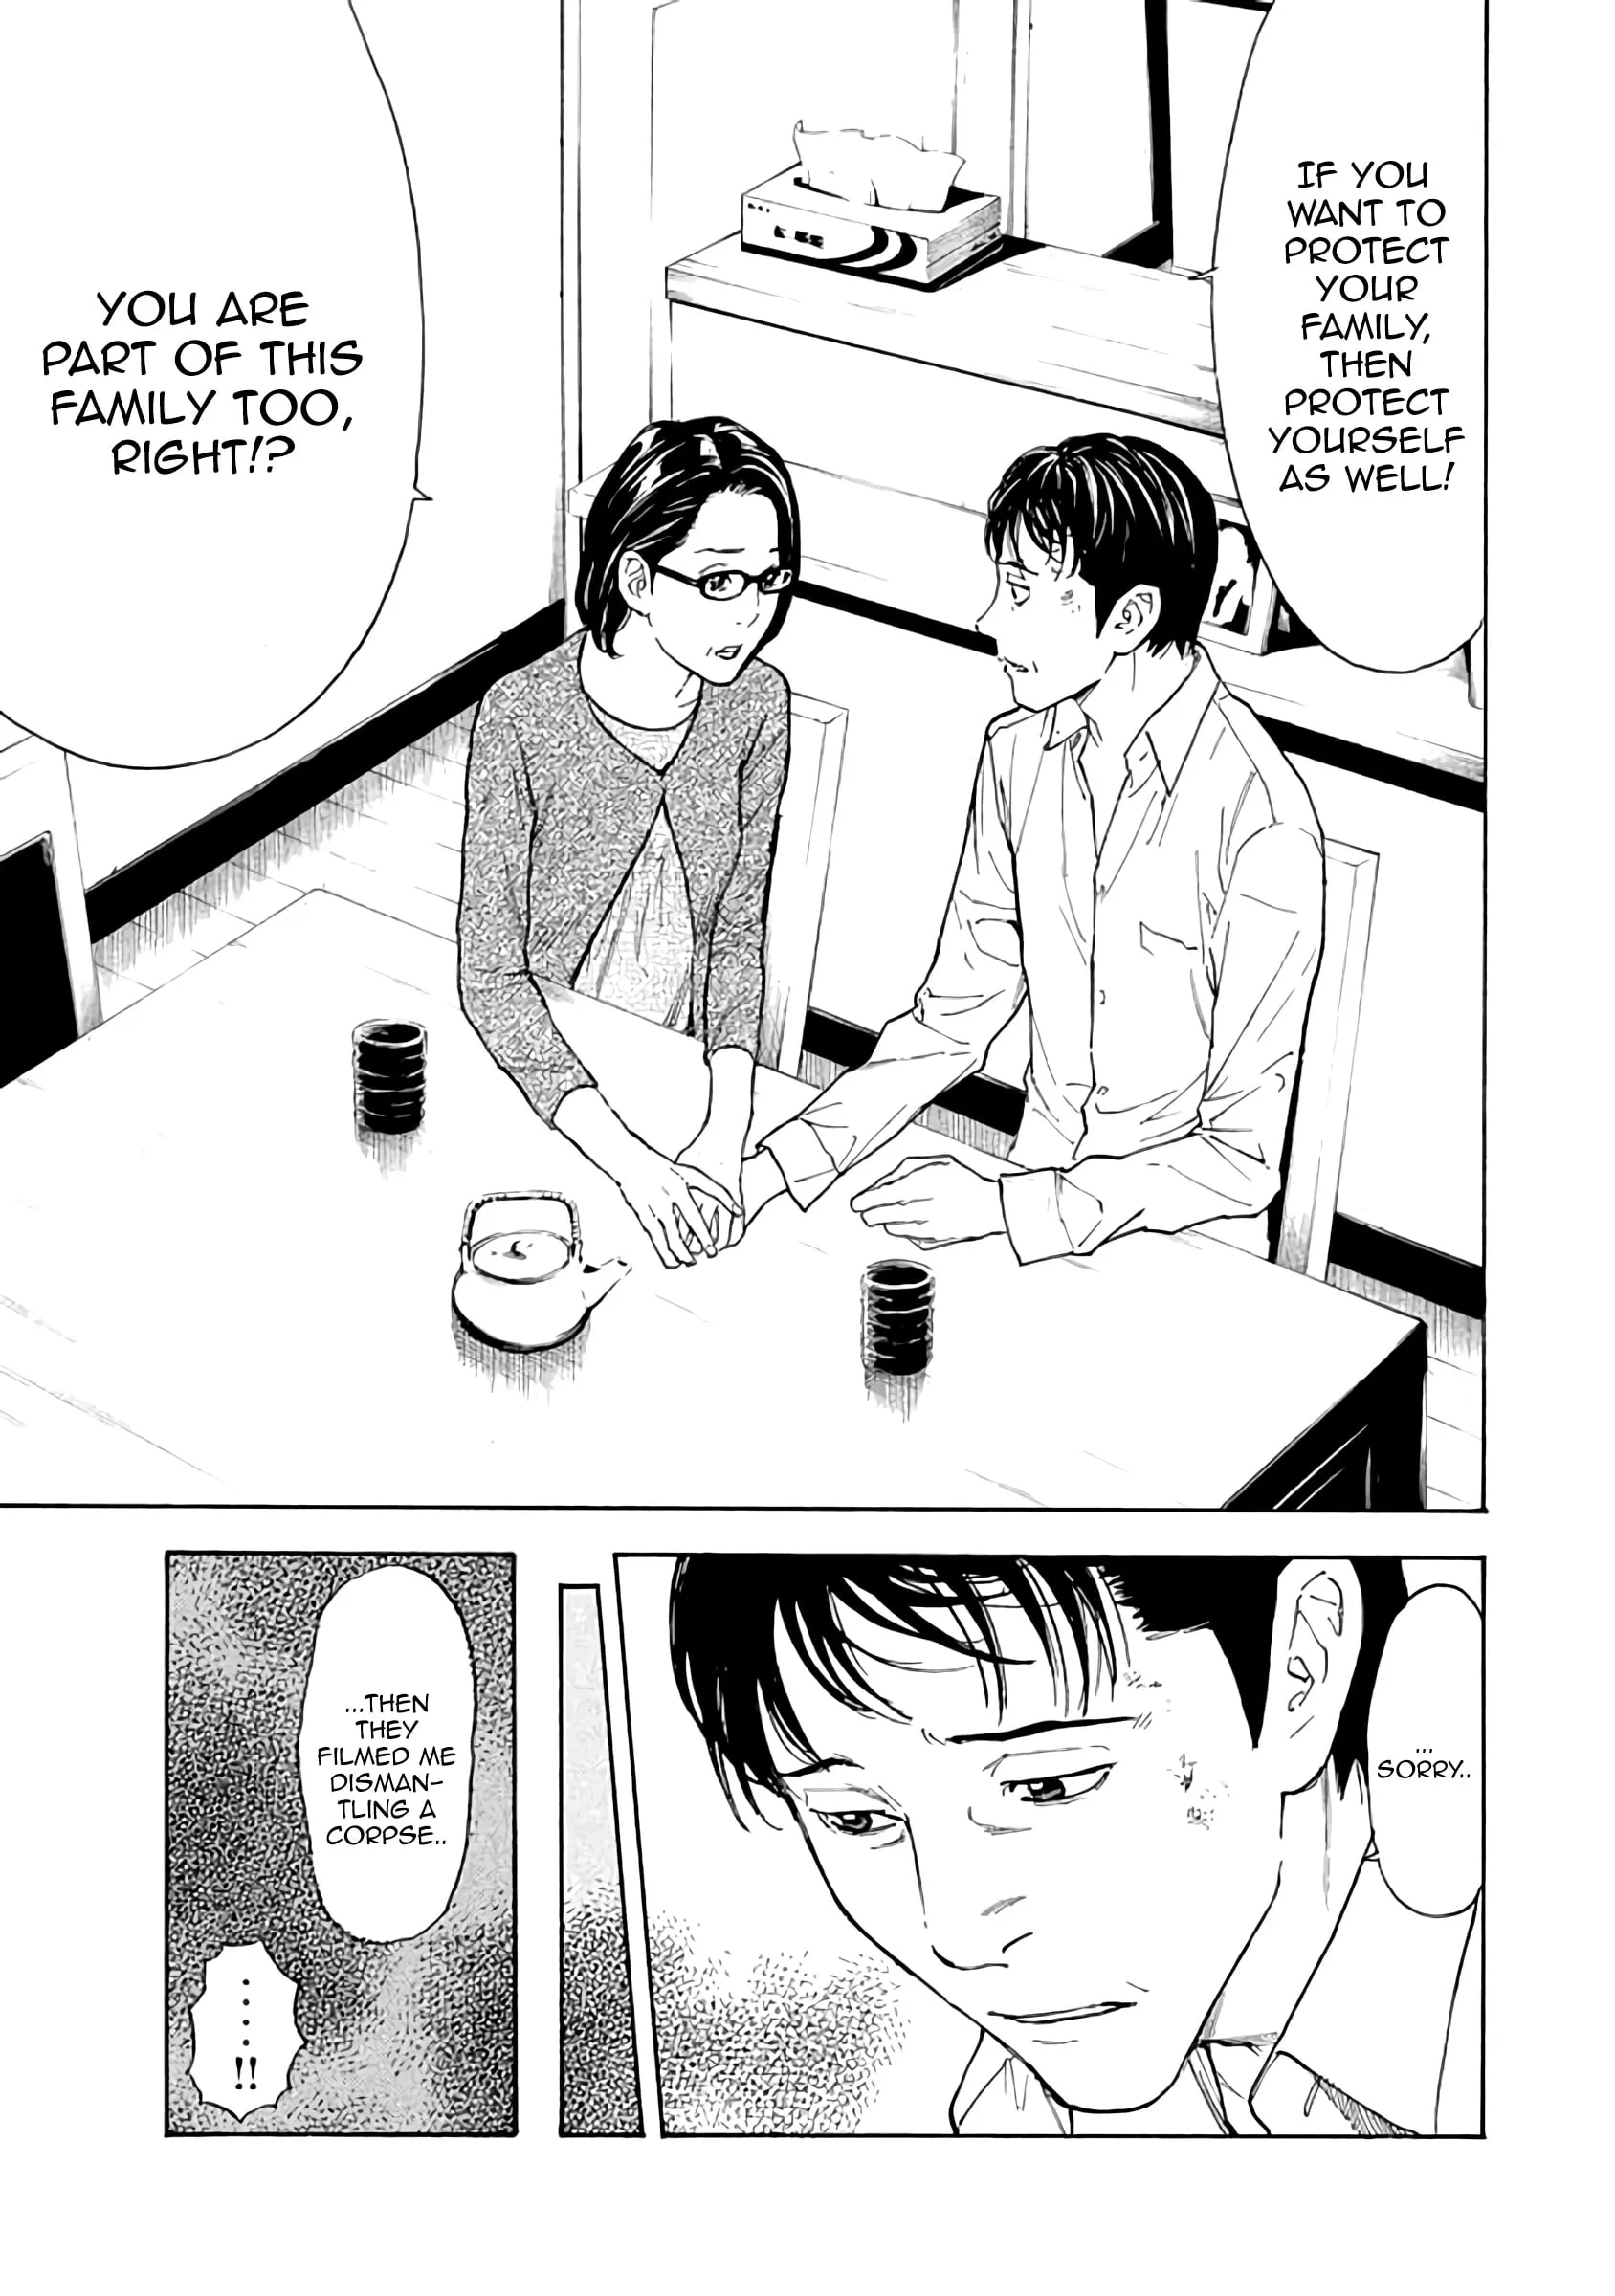 IF YOU
WANT TO
PROTECT
YOUR
FAMILY,
THEN
PROTECT
YOURSELF
AS WELL!
YOU ARE
PART OF THIS
FAMILY TOO,
RIGHT!?
...
SORRY..
...THEN
THEY
FILMED ME
DISMAN-
TLING A
CORPSE..
.....!!